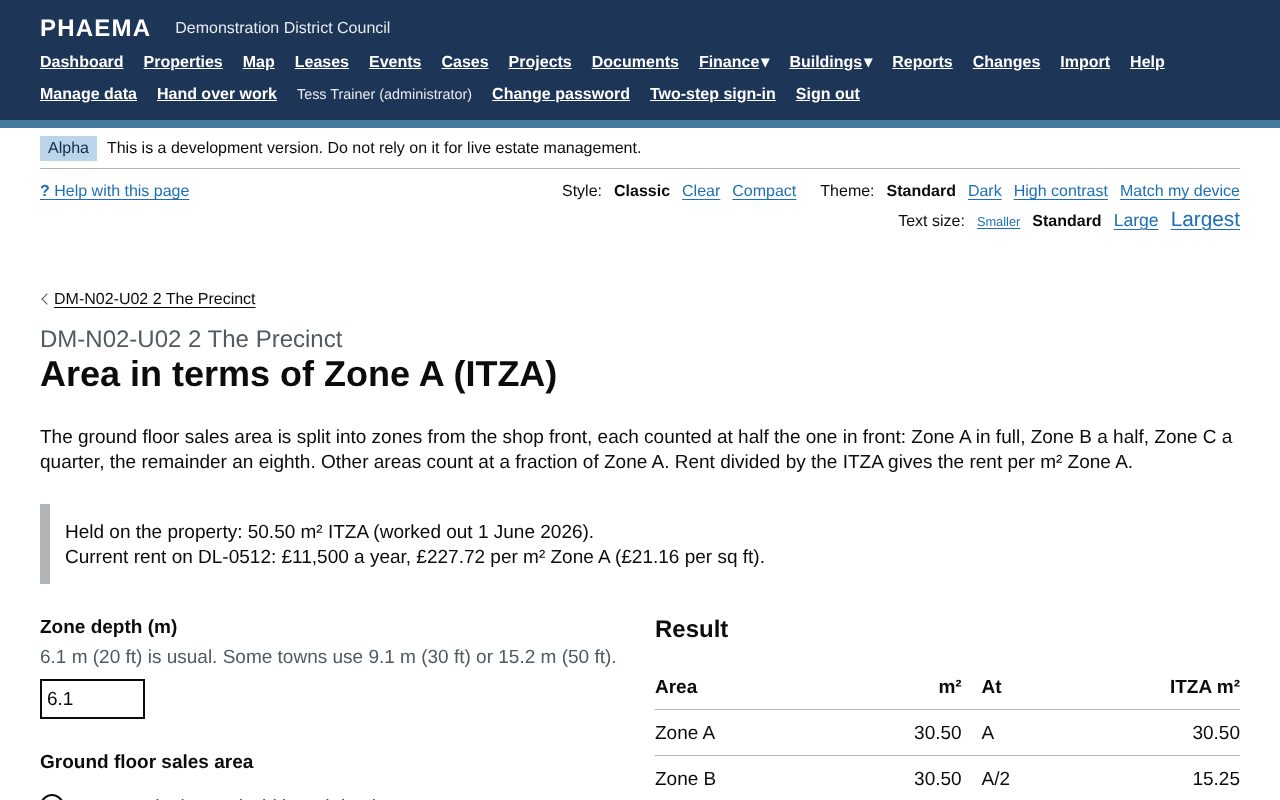 PHAEMA Demonstration District Council
Dashboard Properties Map Leases Events Cases Projects Documents Finance▾ Buildings▾ Reports Changes Import Help
Manage data Hand over work Tess Trainer (administrator) Change password Two-step sign-in Sign out
Alpha This is a development version. Do not rely on it for live estate management.
? Help with this page Style: Classic Clear Compact Theme: Standard Dark High contrast Match my device
Text size: Smaller Standard Large Largest
DM-N02-U02 2 The Precinct
DM-N02-U02 2 The Precinct
Area in terms of Zone A (ITZA)
The ground floor sales area is split into zones from the shop front, each counted at half the one in front: Zone A in full, Zone B a half, Zone C a
quarter, the remainder an eighth. Other areas count at a fraction of Zone A. Rent divided by the ITZA gives the rent per m² Zone A.
Held on the property: 50.50 m² ITZA (worked out 1 June 2026).
Current rent on DL-0512: £11,500 a year, £227.72 per m² Zone A (£21.16 per sq ft).
Zone depth (m)
6.1 m (20 ft) is usual. Some towns use 9.1 m (30 ft) or 15.2 m (50 ft).
6.1
Ground floor sales area
Result
Area m² At ITZA m²
Zone A 30.50 A 30.50
Zone B 30.50 A/2 15.25